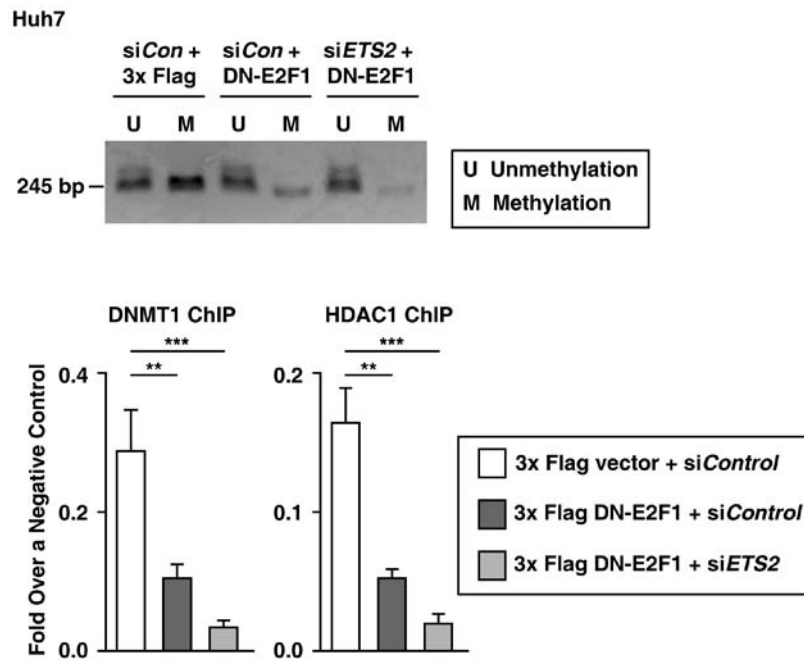 Huh7
siCon + siCon + siETS2 +
3x Flag DN-E2F1 DN-E2F1
U M U M U M
245 bp
U Unmethylation
M Methylation
DNMT1 ChIP HDAC1 ChIP
*** ***
** **
Fold Over a Negative Control
0.4
0.2
0.0
0.2
0.1
0.0
3x Flag vector + siControl
3x Flag DN-E2F1 + siControl
3x Flag DN-E2F1 + siETS2